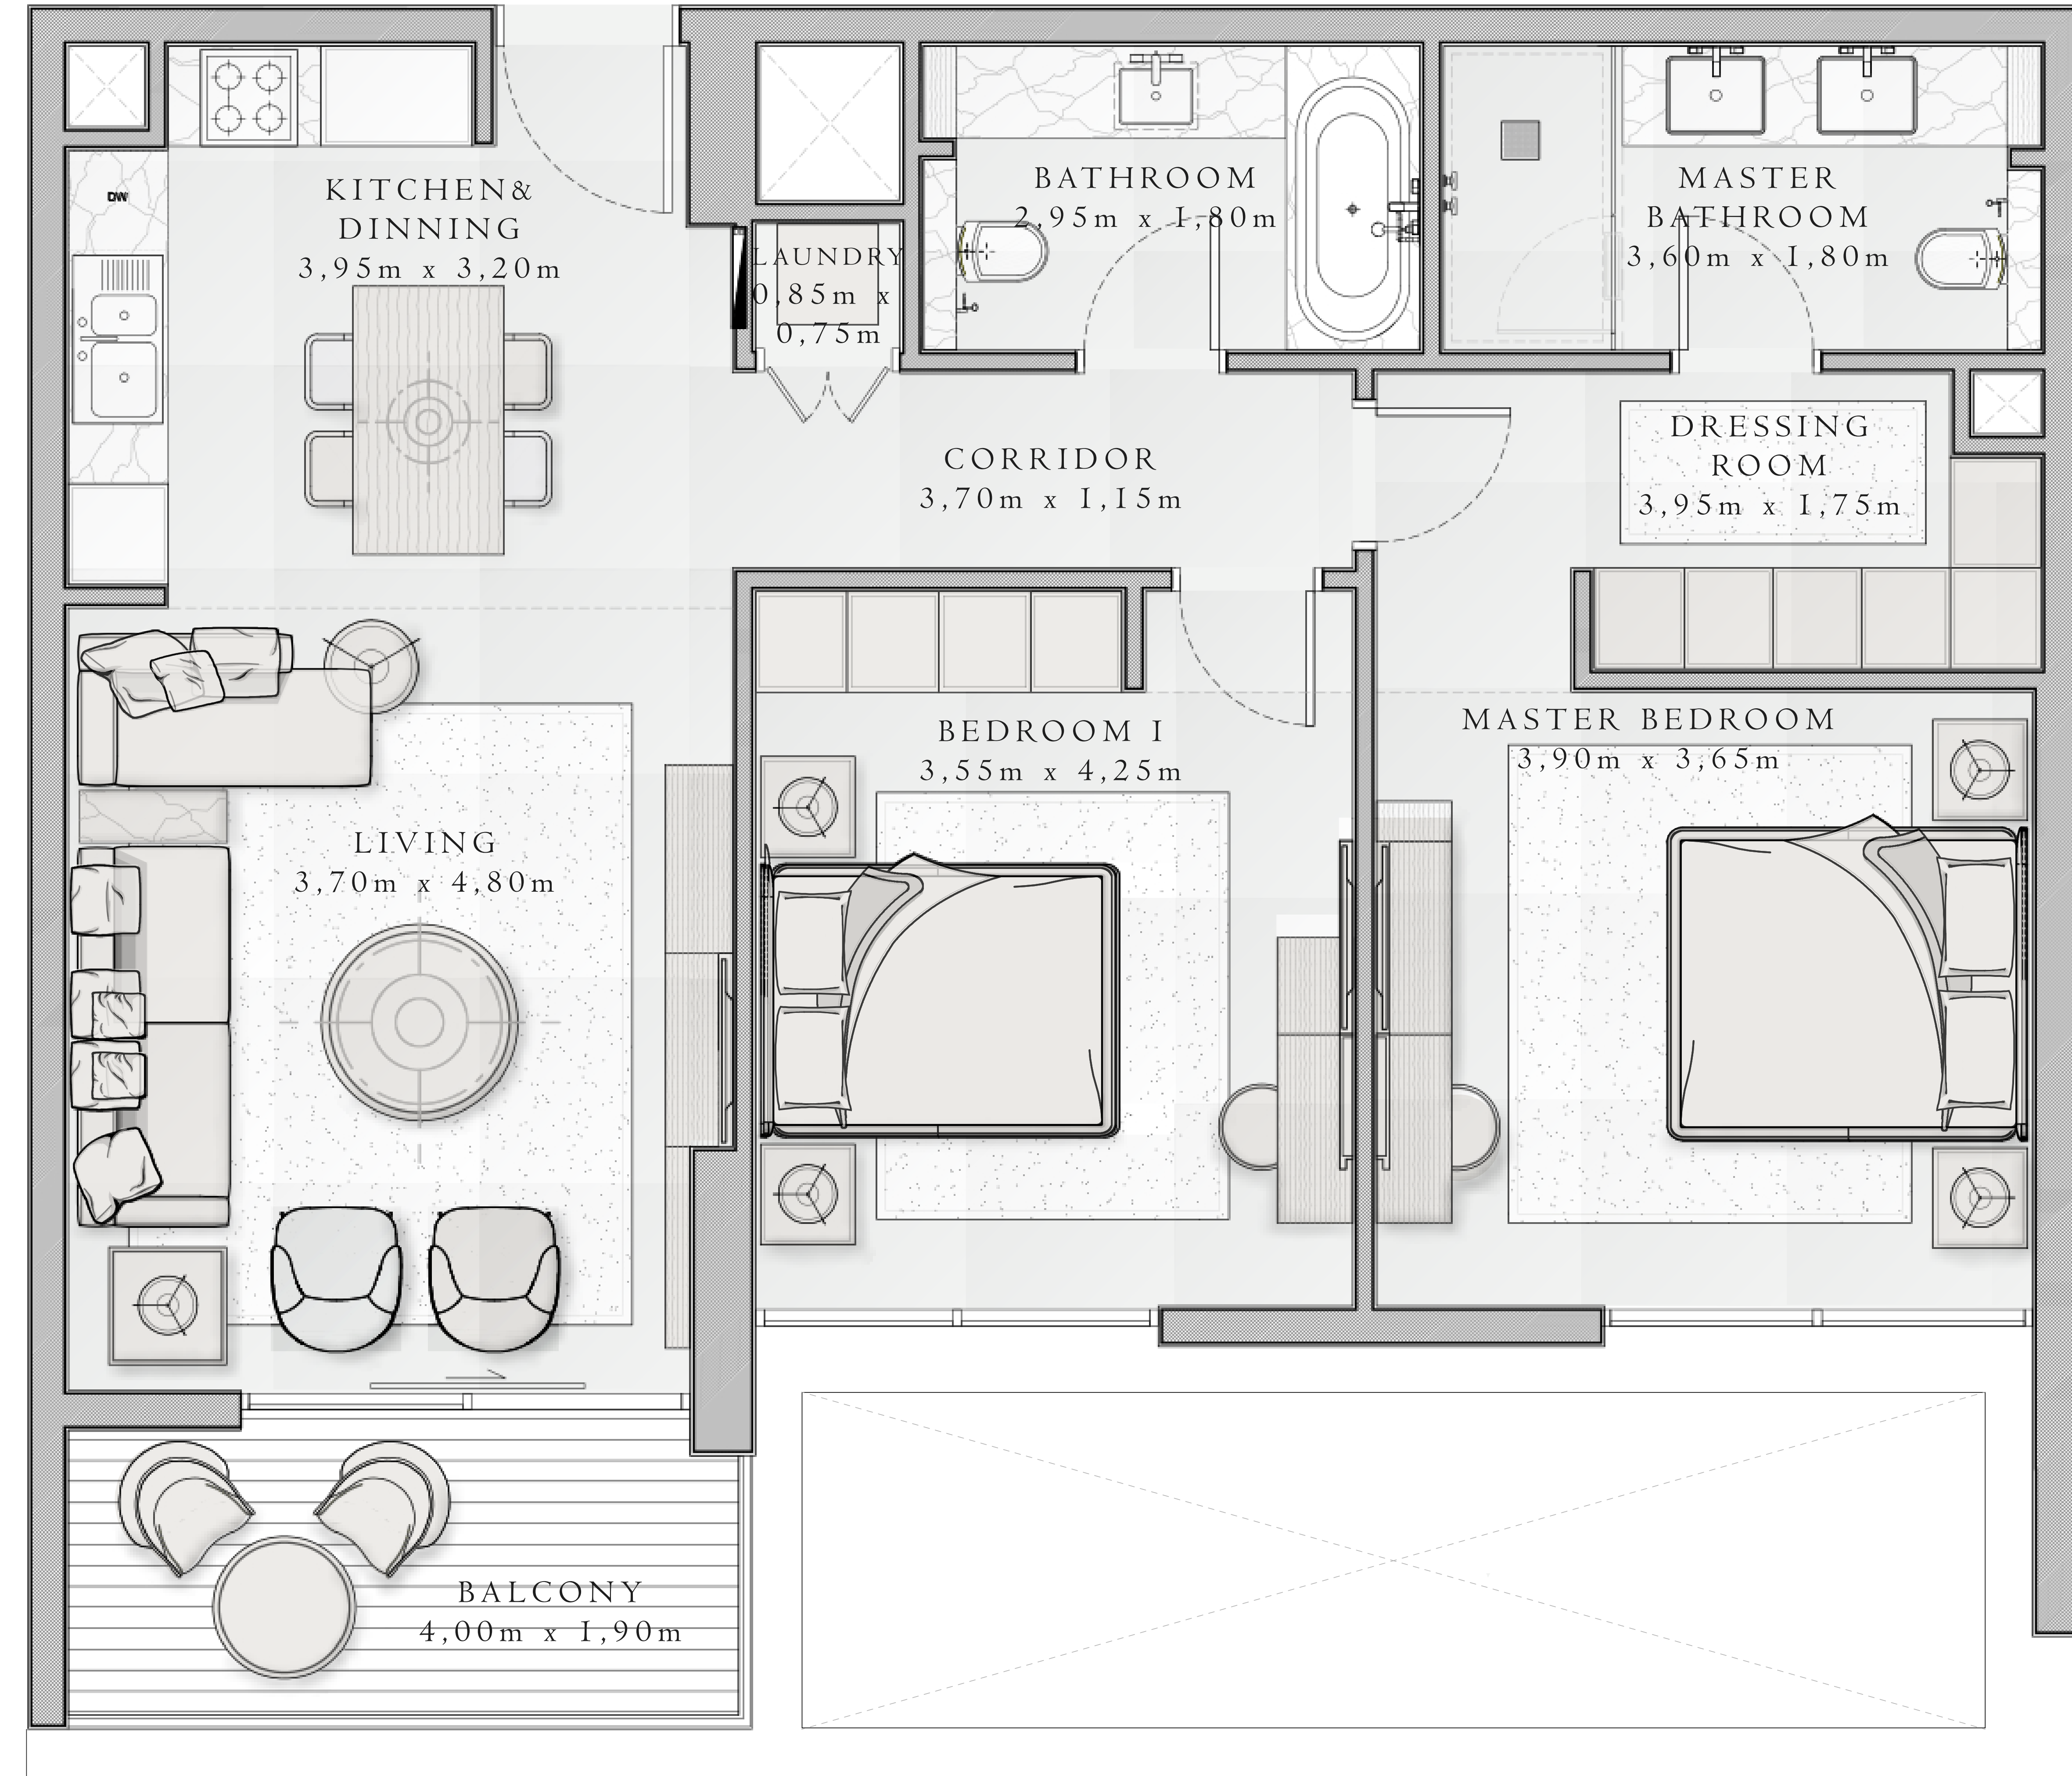 KITCHEN&
DINNING
3,95m x 3,20m
DW
LAUNDRY
0,85m x
0,75m
BATHROOM
2,95m x 1,80m
MASTER
BATHROOM
3,60m x 1,80m
CORRIDOR
3,70m x 1,15m
DRESSING
ROOM
3,95m x 1,75m
BEDROOM I
3,55m x 4,25m
MASTER BEDROOM
3,90m x 3,65m
LIVING
3,70m x 4,80m
BALCONY
4,00m x 1,90m